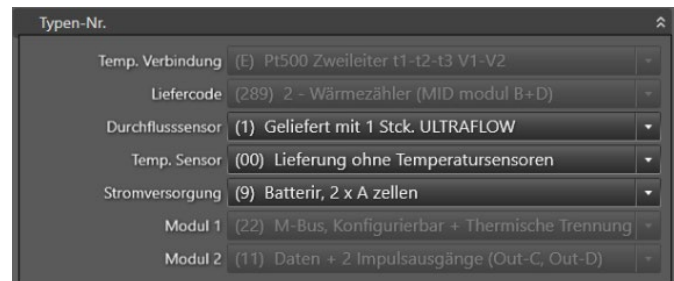 Typen-Nr.
Temp. Verbindung (E) Pt500 Zweileiter t1-t2-t3 V1-V2
Liefercode (289) 2 - Wärmezähler (MID modul B+D)
Durchflusssensor (1) Geliefert mit 1 Stck. ULTRAFLOW
Temp. Sensor (00) Lieferung ohne Temperatursensoren
Stromversorgung (9) Batterir, 2 x A zellen
Modul 1 (22) M-Bus, Konfigurierbar + Thermische Trennung
Modul 2 (11) Daten + 2 Impulsausgänge (Out-C, Out-D)